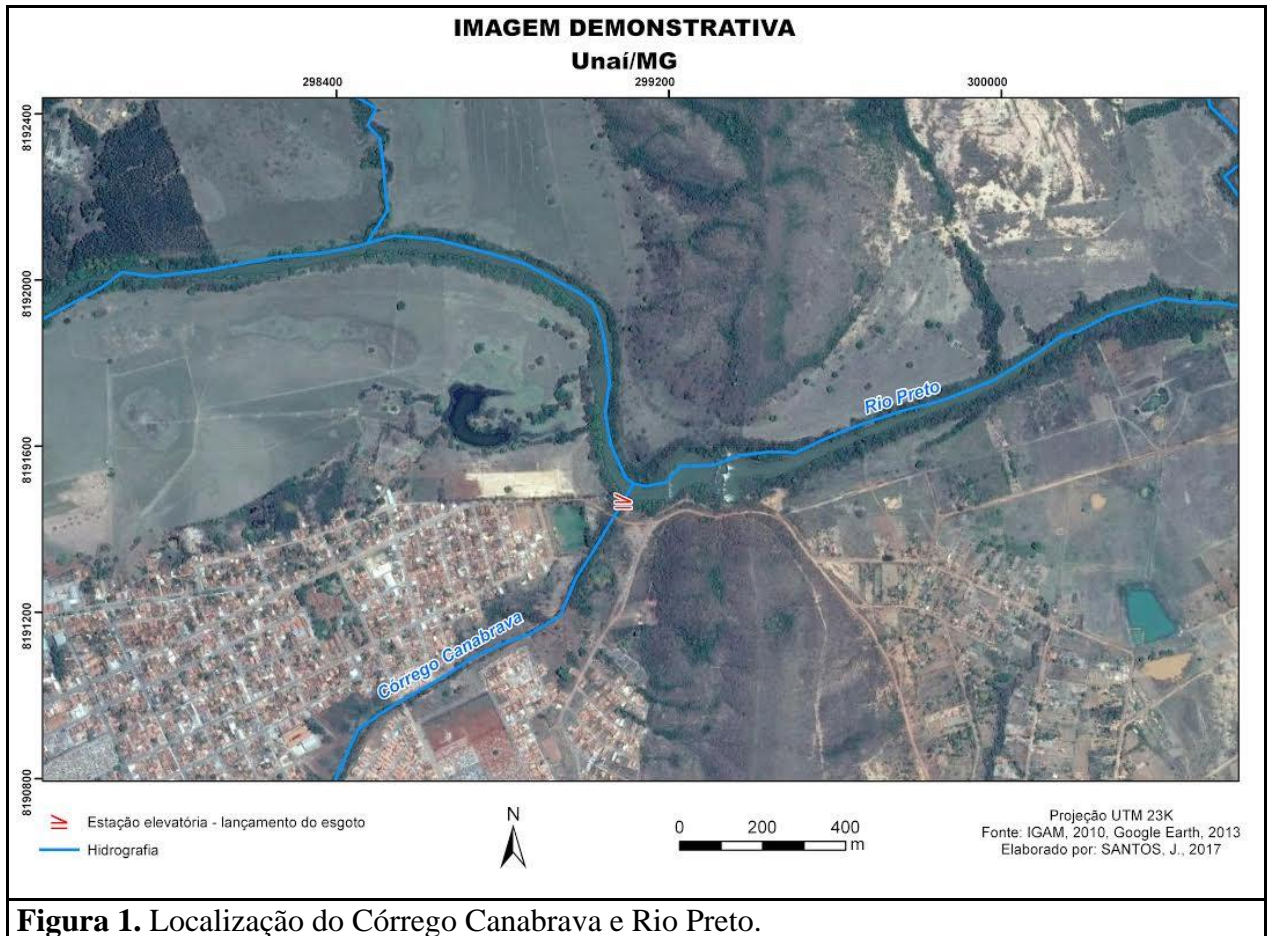 IMAGEM DEMONSTRATIVA
Unaí/MG
298400 299200 300000
8192400
8192000
8191600
8191200
8190800
Rio Preto
Córrego Canabrava
Estação elevatória - lançamento do esgoto
Hidrografia
N
0 200 400
m
Projeção UTM 23K
Fonte: IGAM, 2010, Google Earth, 2013
Elaborado por: SANTOS, J., 2017
Figura 1. Localização do Córrego Canabrava e Rio Preto.